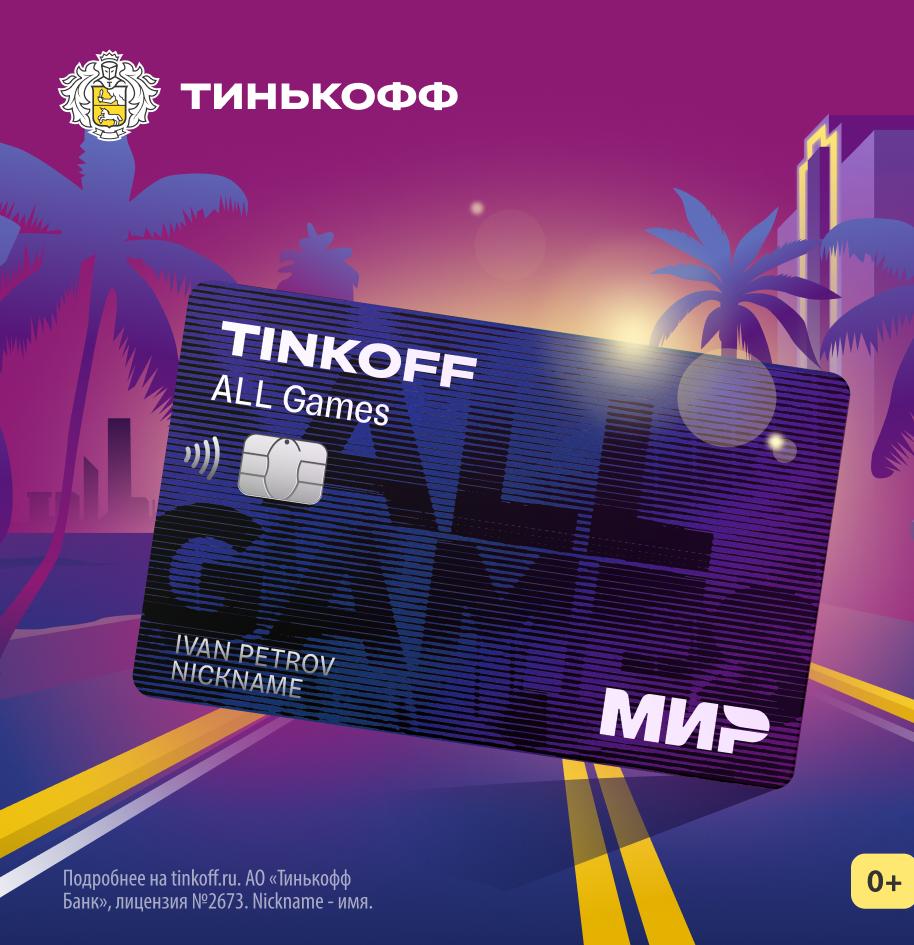 ТИНЬКОФФ
TINKOFF
ALL Games
ALL
GAMES
IVAN PETROV
NICKNAME
МИР
Подробнее на tinkoff.ru. АО «Тинькофф
Банк», лицензия №2673. Nickname - имя.
0+